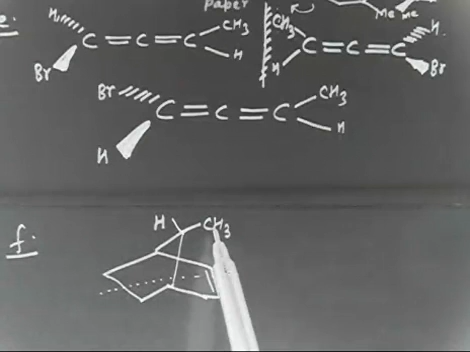 paper
Me Me
e.
H CH3
C = C = C
Br H
CH3 H
C = C = C
H Br
Br CH3
C = C = C
H H
f.
H CH3